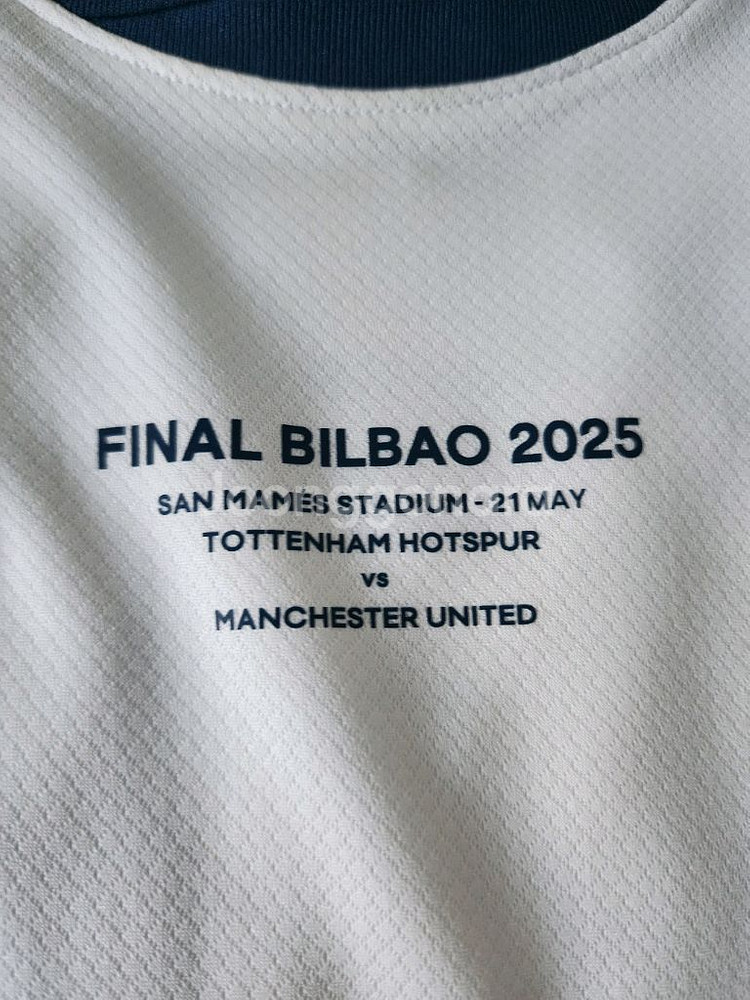 FINAL BILBAO 2025
SAN MAMÉS STADIUM - 21 MAY
TOTTENHAM HOTSPUR
VS
MANCHESTER UNITED